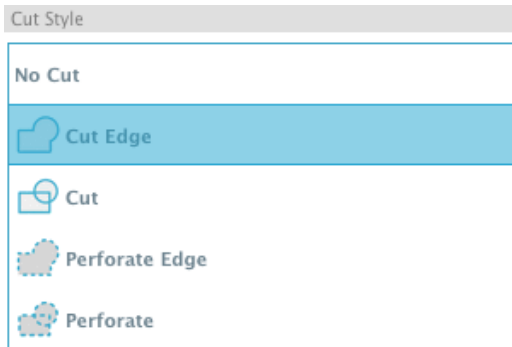 Cut Style
No Cut
Cut Edge
Cut
Perforate Edge
Perforate